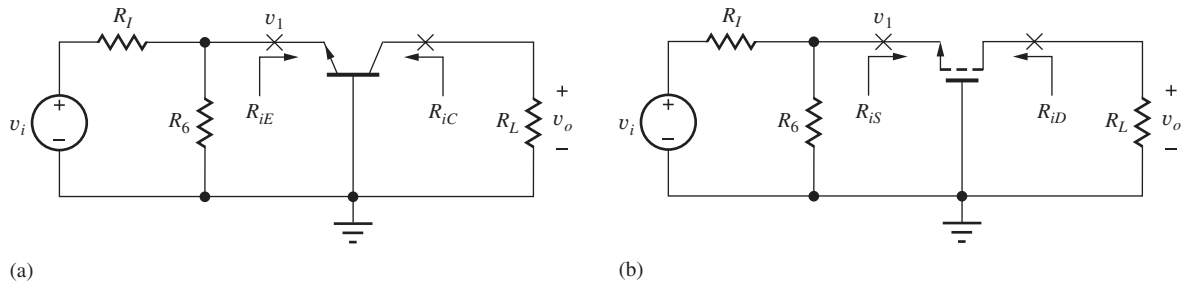 R_I
v_1
+
−
v_i
R_6
R_iE
R_iC
R_L
+
v_o
−
(a)
R_I
v_1
+
−
v_i
R_6
R_iS
R_iD
R_L
+
v_o
−
(b)